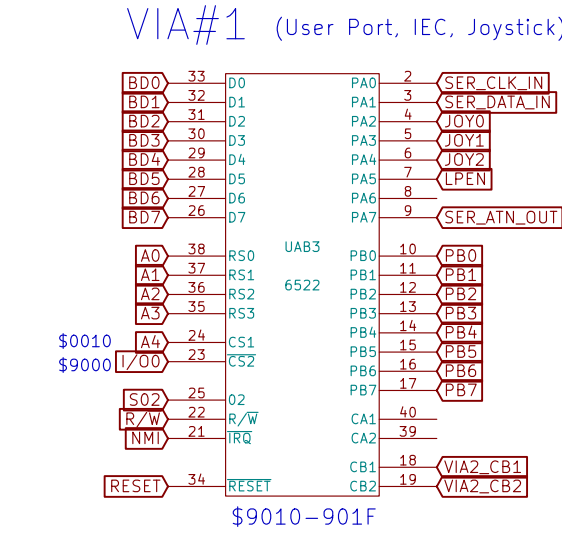 VIA#1 (User Port, IEC, Joystick)
BD0 33 D0 PA0 2 SER_CLK_IN
BD1 32 D1 PA1 3 SER_DATA_IN
BD2 31 D2 PA2 4 JOY0
BD3 30 D3 PA3 5 JOY1
BD4 29 D4 PA4 6 JOY2
BD5 28 D5 PA5 7 LPEN
BD6 27 D6 PA6 8
BD7 26 D7 PA7 9 SER_ATN_OUT
UAB3
A0 38 RS0 PB0 10 PB0
A1 37 RS1 PB1 11 PB1
6522
A2 36 RS2 PB2 12 PB2
A3 35 RS3 PB3 13 PB3
PB4 14 PB4
$0010 A4 24 CS1
PB5 15 PB5
$9000 I/O0 23 CS2
PB6 16 PB6
PB7 17 PB7
S02 25 02
R/W 22 R/W CA1 40
NMI 21 IRQ CA2 39
CB1 18 VIA2_CB1
RESET 34 RESET CB2 19 VIA2_CB2
$9010-901F